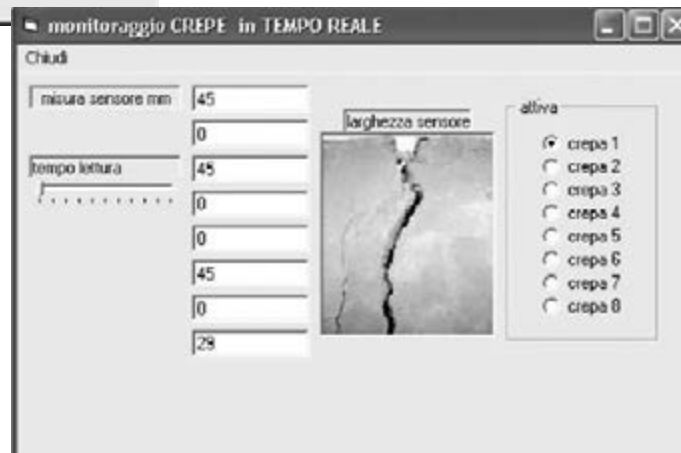 monitoraggio CREPE in TEMPO REALE
Chiudi
misura sensore mm
45
0
tempo lettura
45
0
0
45
0
29
larghezza sensore
attiva
crepa 1
crepa 2
crepa 3
crepa 4
crepa 5
crepa 6
crepa 7
crepa 8